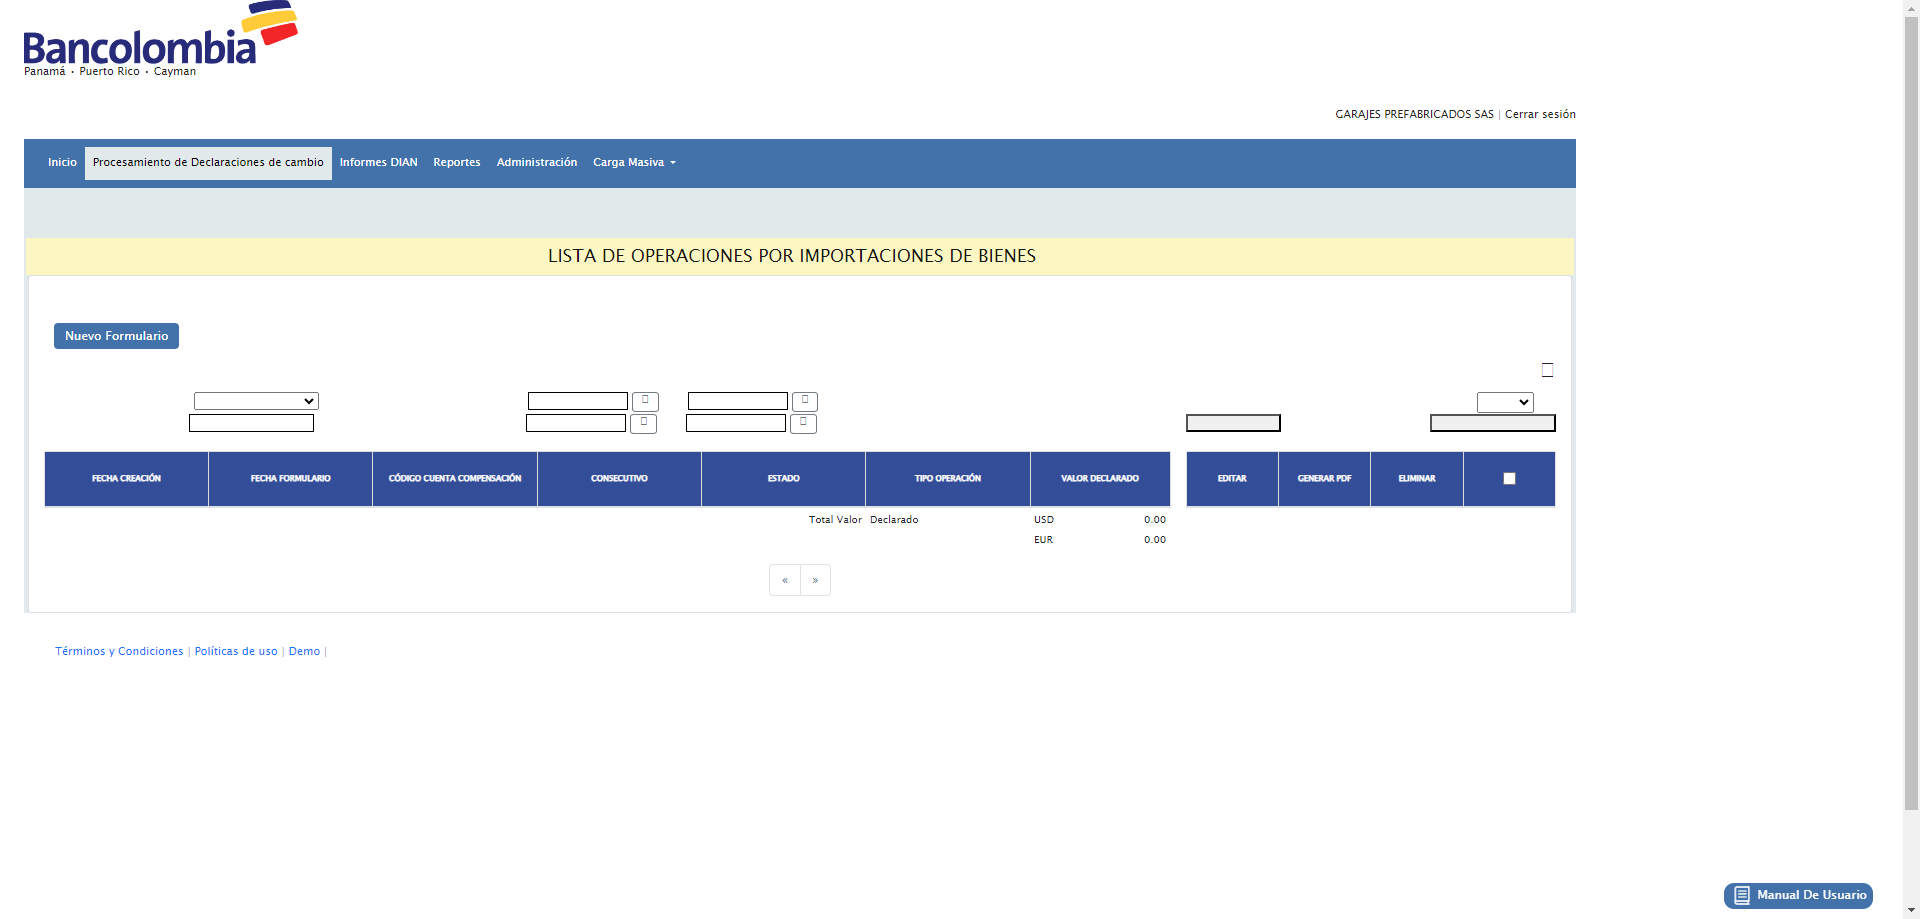 Bancolombia
Panamá • Puerto Rico • Cayman
GARAJES PREFABRICADOS SAS | Cerrar sesión
Inicio Procesamiento de Declaraciones de cambio Informes DIAN Reportes Administración Carga Masiva
LISTA DE OPERACIONES POR IMPORTACIONES DE BIENES
Nuevo Formulario
FECHA CREACIÓN FECHA FORMULARIO CÓDIGO CUENTA COMPENSACIÓN CONSECUTIVO ESTADO TIPO OPERACIÓN VALOR DECLARADO EDITAR GENERAR PDF ELIMINAR
Total Valor Declarado USD 0.00
EUR 0.00
« »
Términos y Condiciones | Políticas de uso | Demo |
Manual De Usuario